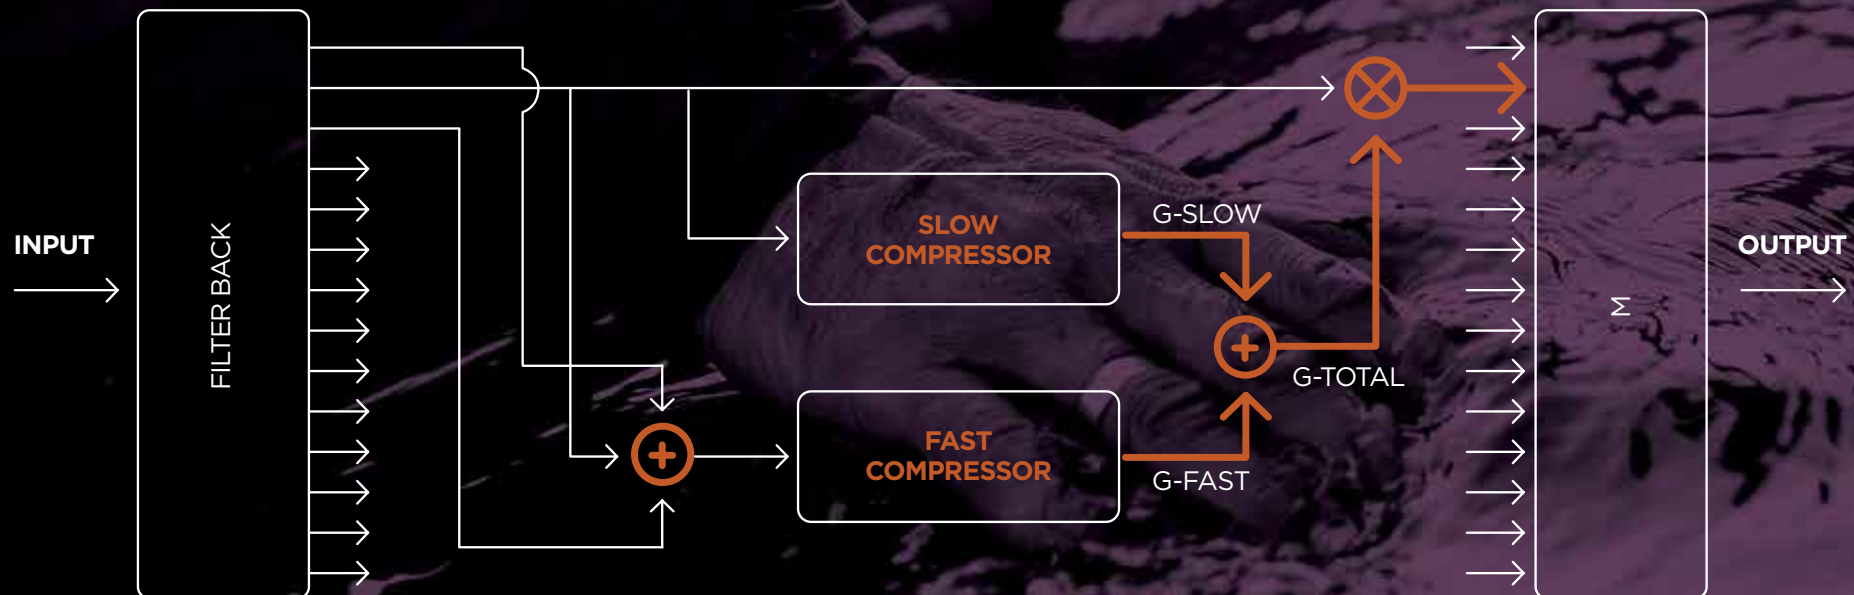 INPUT
FILTER BACK
SLOW
COMPRESSOR
G-SLOW
FAST
COMPRESSOR
G-FAST
G-TOTAL
M
OUTPUT